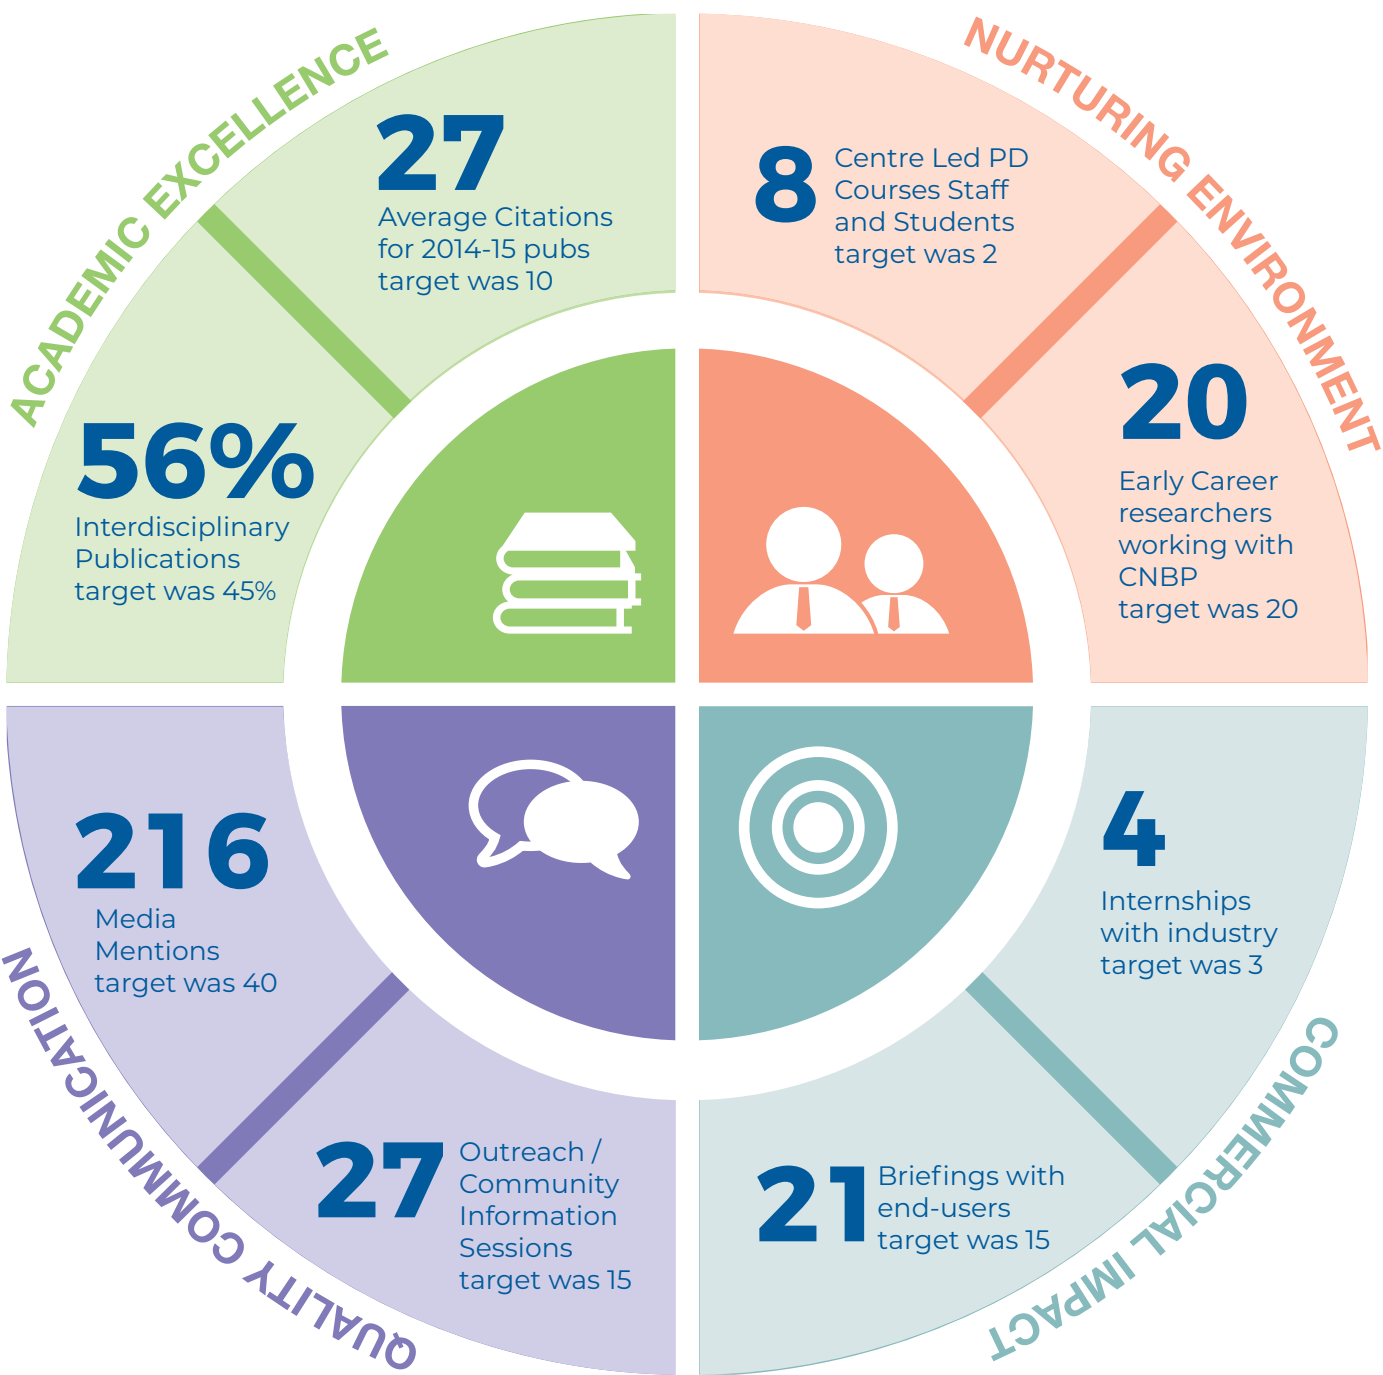 ACADEMIC EXCELLENCE
27
Average Citations
for 2014-15 pubs
target was 10
56%
Interdisciplinary
Publications
target was 45%
NURTURING ENVIRONMENT
8
Centre Led PD
Courses Staff
and Students
target was 2
20
Early Career
researchers
working with
CNBP
target was 20
216
Media
Mentions
target was 40
27
Outreach /
Community
Information
Sessions
target was 15
QUALITY COMMUNICATION
4
Internships
with industry
target was 3
21
Briefings with
end-users
target was 15
COMMERCIAL IMPACT